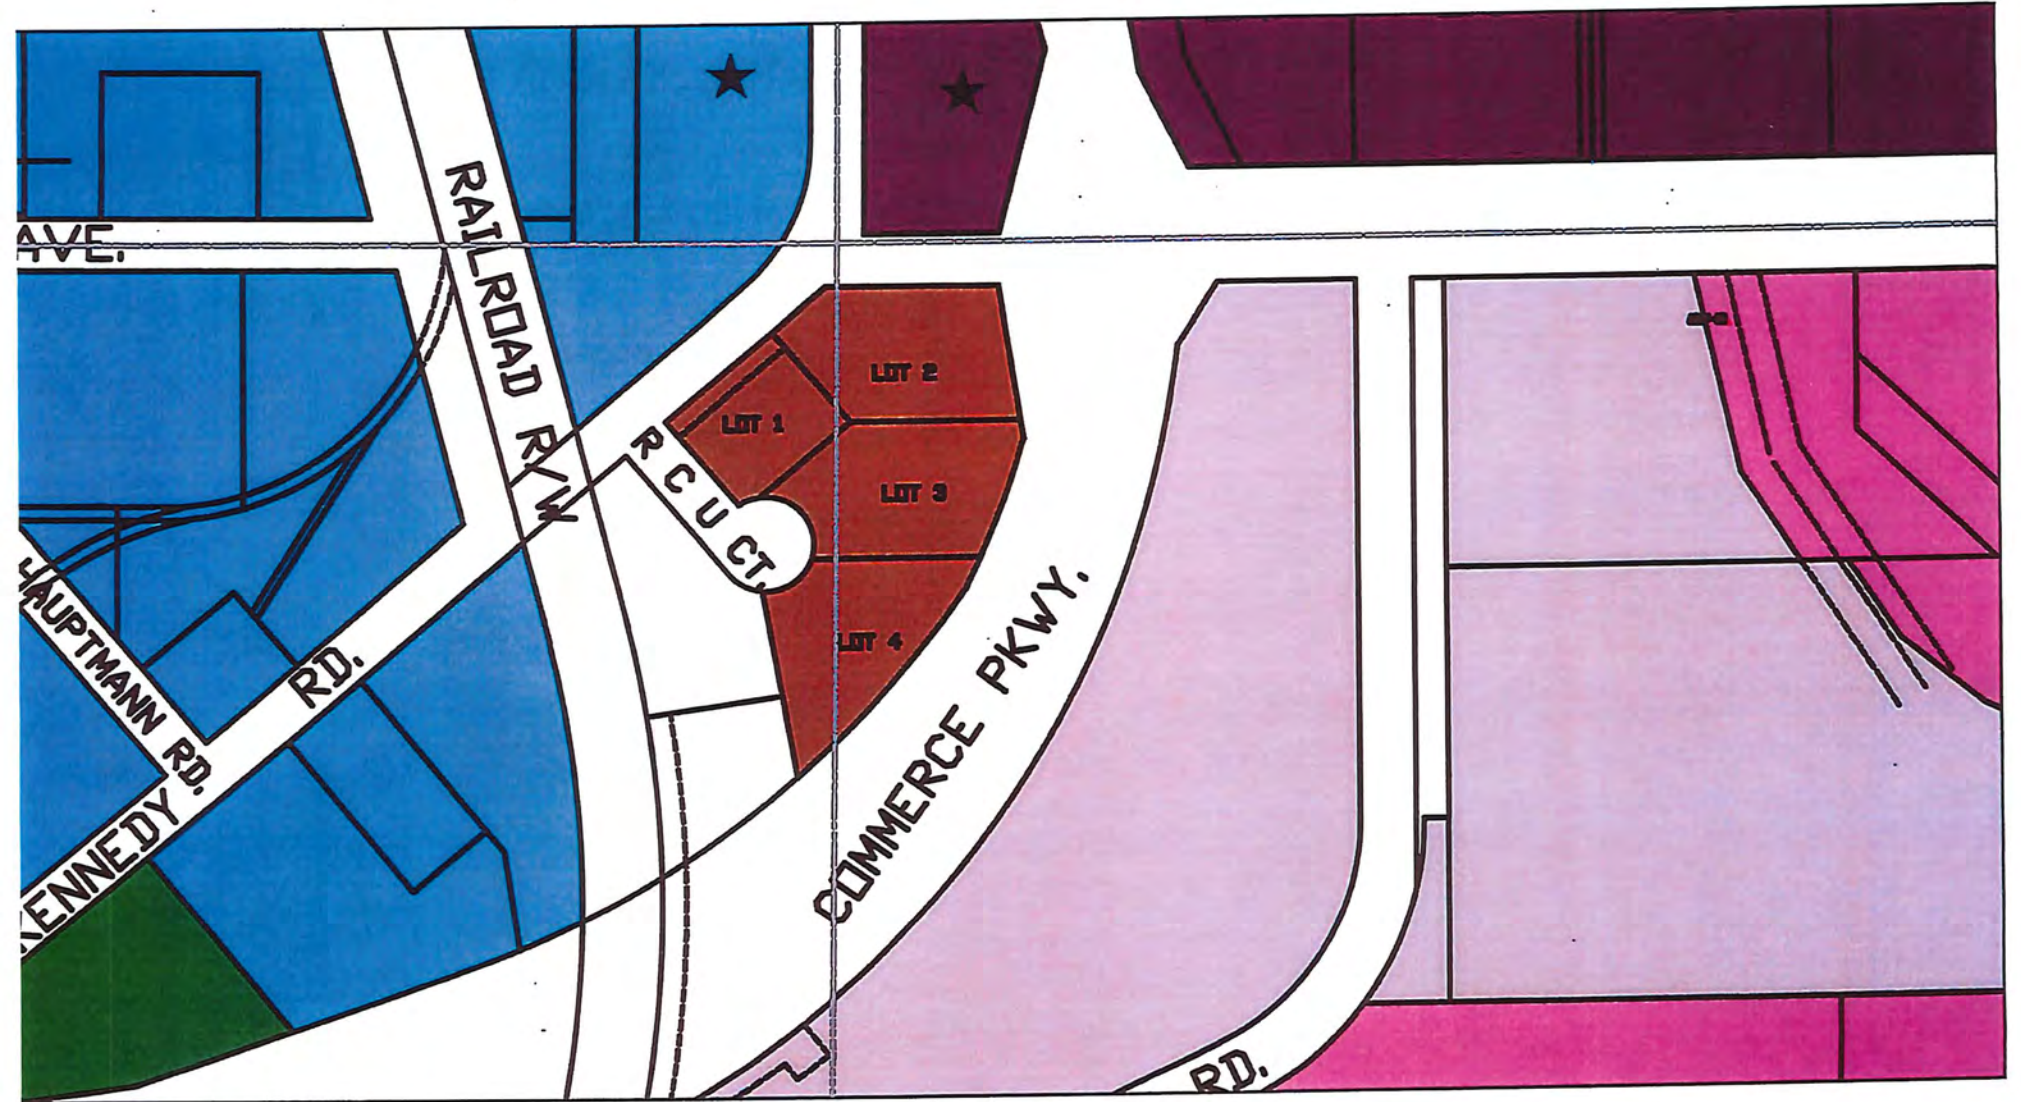 AVE.
RAILROAD R/W
LOT 2
LOT 1
R C U CT.
LOT 3
LOT 4
HAUPTMANN RD.
RD.
KENNEDY
COMMERCE PKWY.
RD.